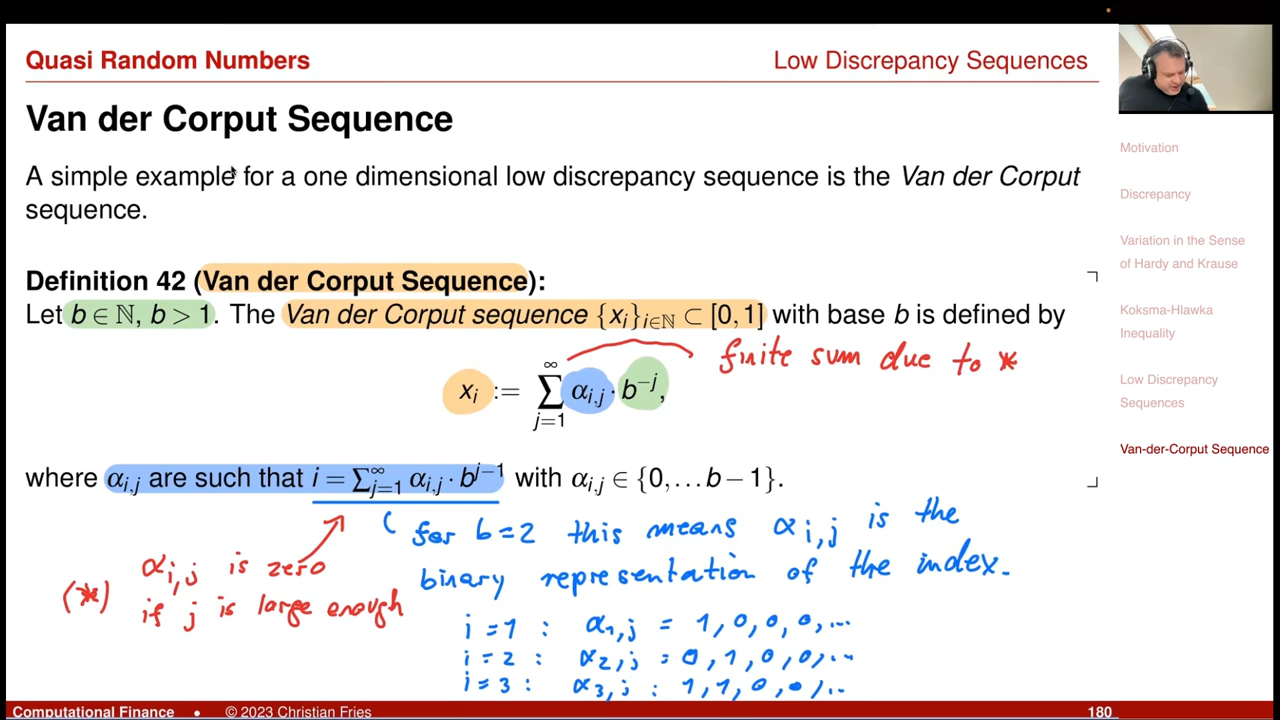 Quasi Random Numbers
Low Discrepancy Sequences
Van der Corput Sequence
A simple example for a one dimensional low discrepancy sequence is the Van der Corput
sequence.
Definition 42 (Van der Corput Sequence):
Let b ∈ ℕ, b > 1. The Van der Corput sequence {x_i}_{i∈ℕ} ⊂ [0,1] with base b is defined by
finite sum due to *
x_i := ∑_{j=1}^{∞} α_{i,j} · b^{−j},
where α_{i,j} are such that i = ∑_{j=1}^{∞} α_{i,j} · b^{j−1} with α_{i,j} ∈ {0,…b − 1}.
( for b = 2 this means α_{i,j} is the
binary representation of the index.
(*) α_{i,j} is zero
if j is large enough
i = 1 : α_{1,j} = 1, 0, 0, 0, ...
i = 2 : α_{2,j} = 0, 1, 0, 0, ...
i = 3 : α_{3,j} : 1, 1, 0, 0, ...
Computational Finance • © 2023 Christian Fries
180
Motivation
Discrepancy
Variation in the Sense
of Hardy and Krause
Koksma-Hlawka
Inequality
Low Discrepancy
Sequences
Van-der-Corput Sequence